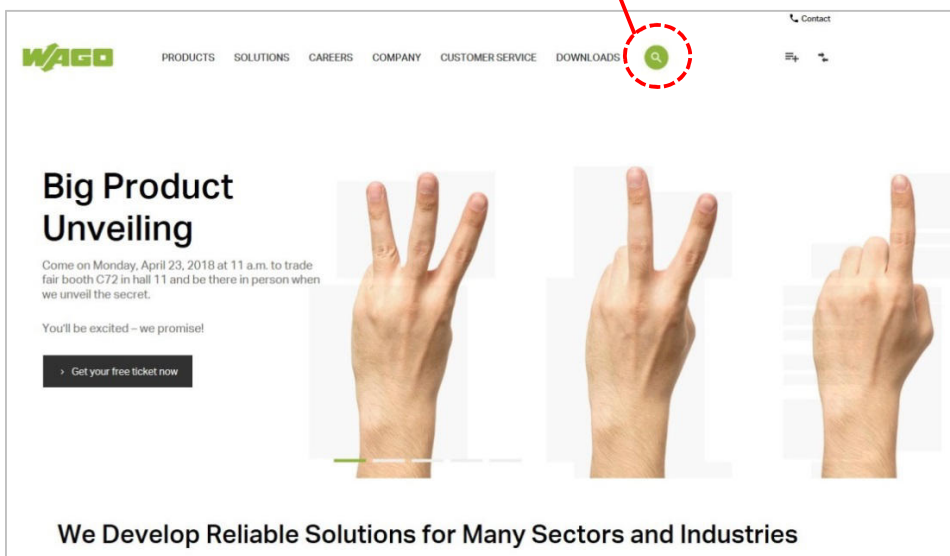 Contact
WAGO
PRODUCTS SOLUTIONS CAREERS COMPANY CUSTOMER SERVICE DOWNLOADS
Big Product
Unveiling
Come on Monday, April 23, 2018 at 11 a.m. to trade
fair booth C72 in hall 11 and be there in person when
we unveil the secret.
You'll be excited – we promise!
› Get your free ticket now
We Develop Reliable Solutions for Many Sectors and Industries